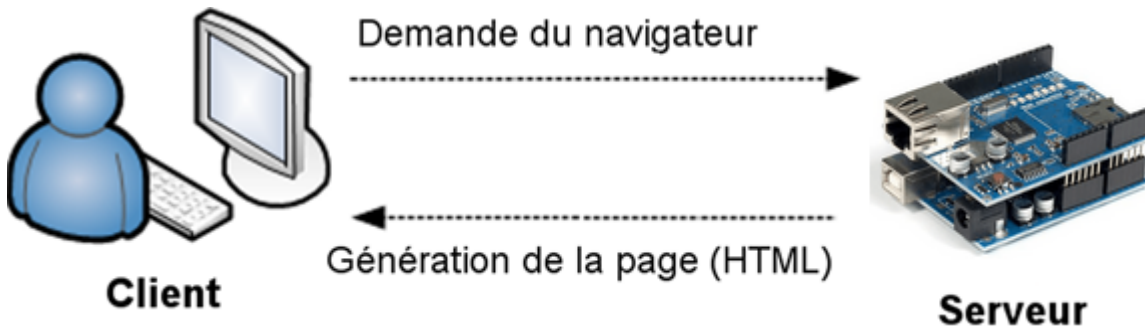 Demande du navigateur
Génération de la page (HTML)
Client
Serveur